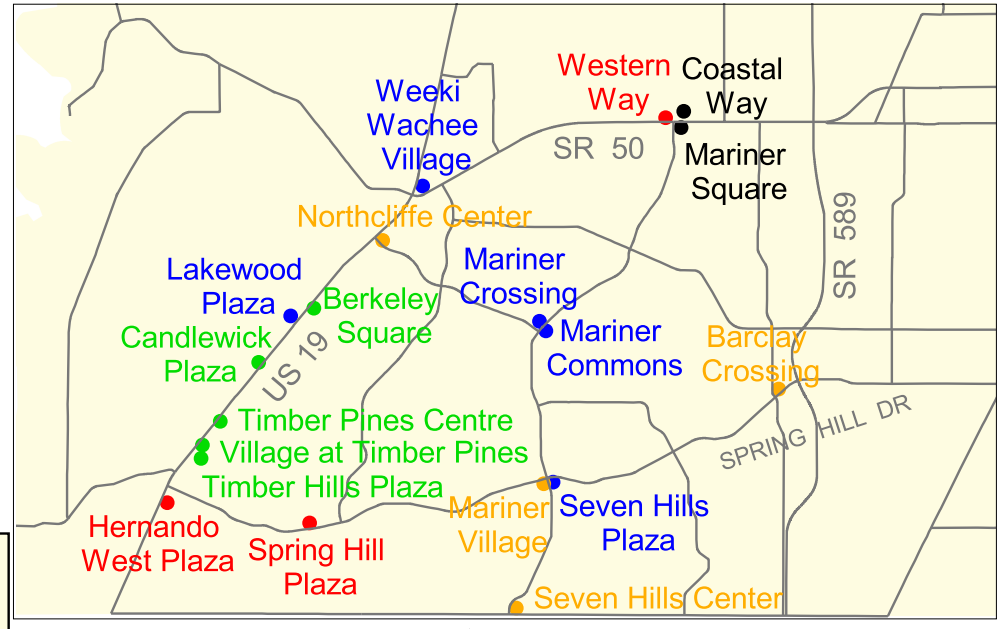 Western
Way
Coastal
Way
Weeki
Wachee
Village
SR 50
Mariner
Square
Northcliffe Center
SR 589
Lakewood
Plaza
Mariner
Crossing
Berkeley
Square
Candlewick
Plaza
US 19
Mariner
Commons
Barclay
Crossing
Timber Pines Centre
Village at Timber Pines
Timber Hills Plaza
SPRING HILL DR
Hernando
West Plaza
Spring Hill
Plaza
Mariner
Village
Seven Hills
Plaza
Seven Hills Center